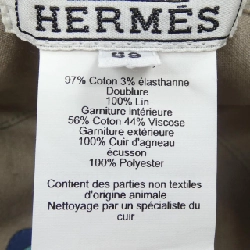 HERMÈS
97% Coton 3% élasthanne
Doublure
100% Lin
Garniture intérieure
56% Coton 44% Viscose
Garniture extérieure
100% Cuir d'agneau
écusson
100% Polyester
Contient des parties non textiles
d'origine animale
Nettoyage par un spécialiste du
cuir